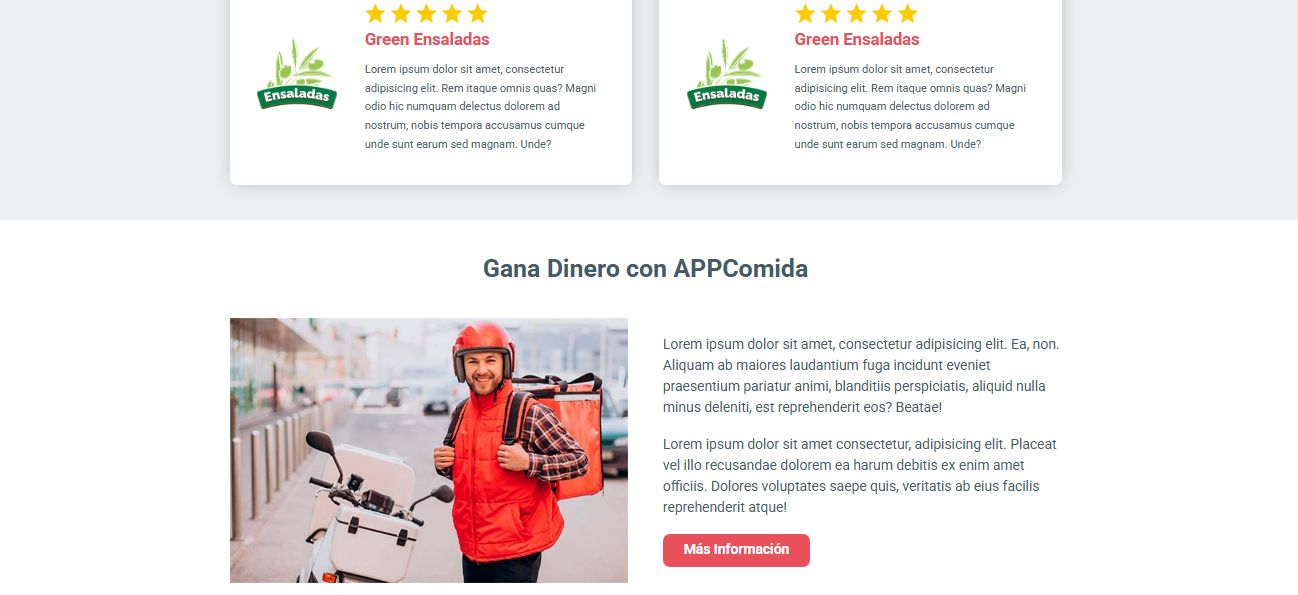 Green Ensaladas
Ensaladas
Lorem ipsum dolor sit amet, consectetur
adipisicing elit. Rem itaque omnis quas? Magni
odio hic numquam delectus dolorem ad
nostrum, nobis tempora accusamus cumque
unde sunt earum sed magnam. Unde?
Green Ensaladas
Ensaladas
Lorem ipsum dolor sit amet, consectetur
adipisicing elit. Rem itaque omnis quas? Magni
odio hic numquam delectus dolorem ad
nostrum, nobis tempora accusamus cumque
unde sunt earum sed magnam. Unde?
Gana Dinero con APPComida
Lorem ipsum dolor sit amet, consectetur adipisicing elit. Ea, non.
Aliquam ab maiores laudantium fuga incidunt eveniet
praesentium pariatur animi, blanditiis perspiciatis, aliquid nulla
minus deleniti, est reprehenderit eos? Beatae!
Lorem ipsum dolor sit amet consectetur, adipisicing elit. Placeat
vel illo recusandae dolorem ea harum debitis ex enim amet
officiis. Dolores voluptates saepe quis, veritatis ab eius facilis
reprehenderit atque!
Más Información